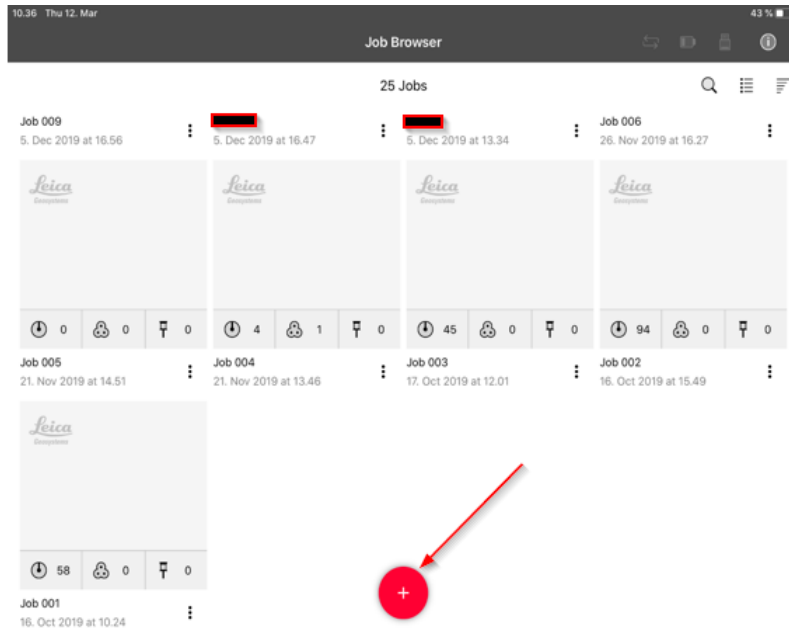 10.36 Thu 12. Mar
43 %
Job Browser
25 Jobs
Job 009
5. Dec 2019 at 16.56
5. Dec 2019 at 16.47
5. Dec 2019 at 13.34
Job 006
26. Nov 2019 at 16.27
Leica
Geosystems
Leica
Geosystems
Leica
Geosystems
Leica
Geosystems
0 0 0
4 1 0
45 0 0
94 0 0
Job 005
21. Nov 2019 at 14.51
Job 004
21. Nov 2019 at 13.46
Job 003
17. Oct 2019 at 12.01
Job 002
16. Oct 2019 at 15.49
Leica
Geosystems
58 0 0
Job 001
16. Oct 2019 at 10.24